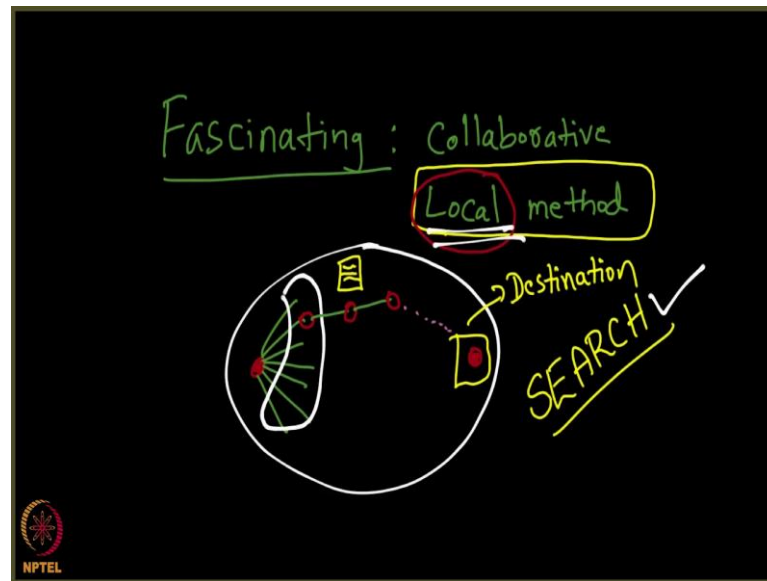 Fascinating : Collaborative
Local method
Destination
SEARCH
NPTEL